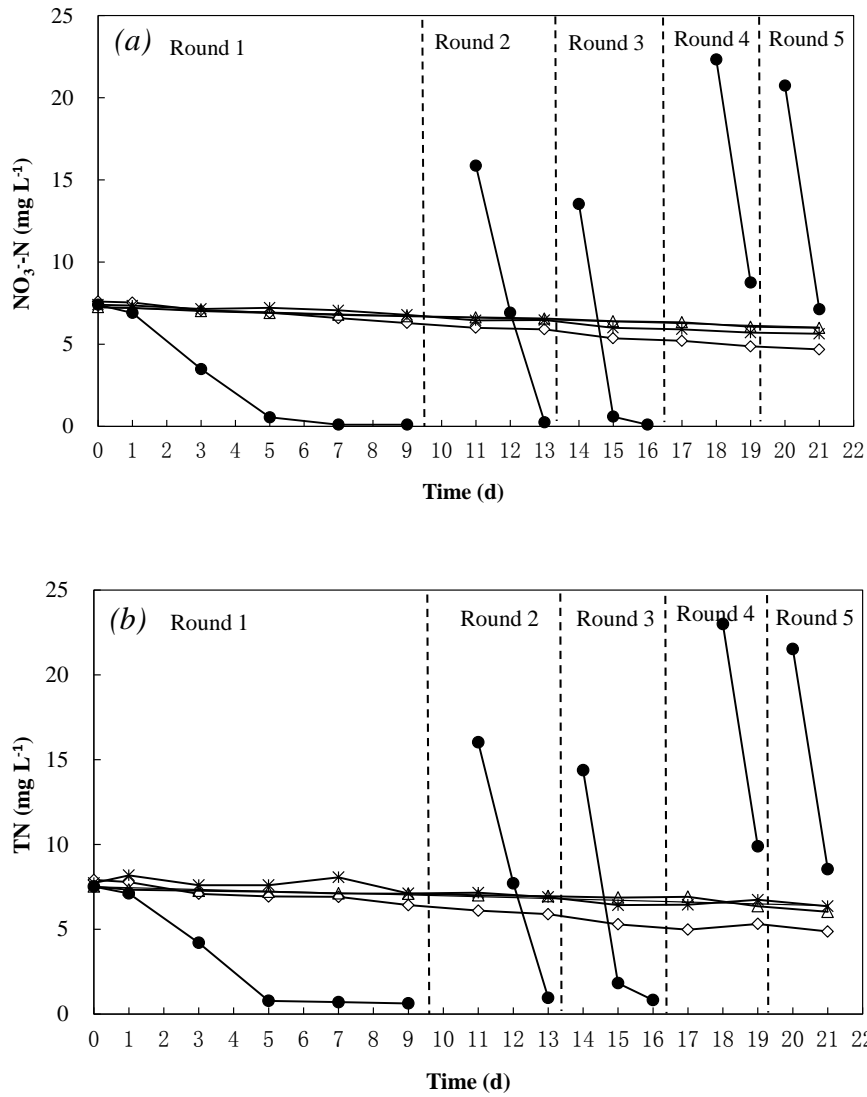 (a)
Round 1
Round 2
Round 3
Round 4
Round 5
25
20
15
10
5
0
NO₃⁻-N (mg L⁻¹)
0 1 3 5 7 9 10 11 12 13 14 15 16 17 18 19 20 21 22
Time (d)
(b)
Round 1
Round 2
Round 3
Round 4
Round 5
25
20
15
10
5
0
TN (mg L⁻¹)
0 1 2 3 4 5 6 7 8 9 10 11 12 13 14 15 16 17 18 19 20 21 22
Time (d)